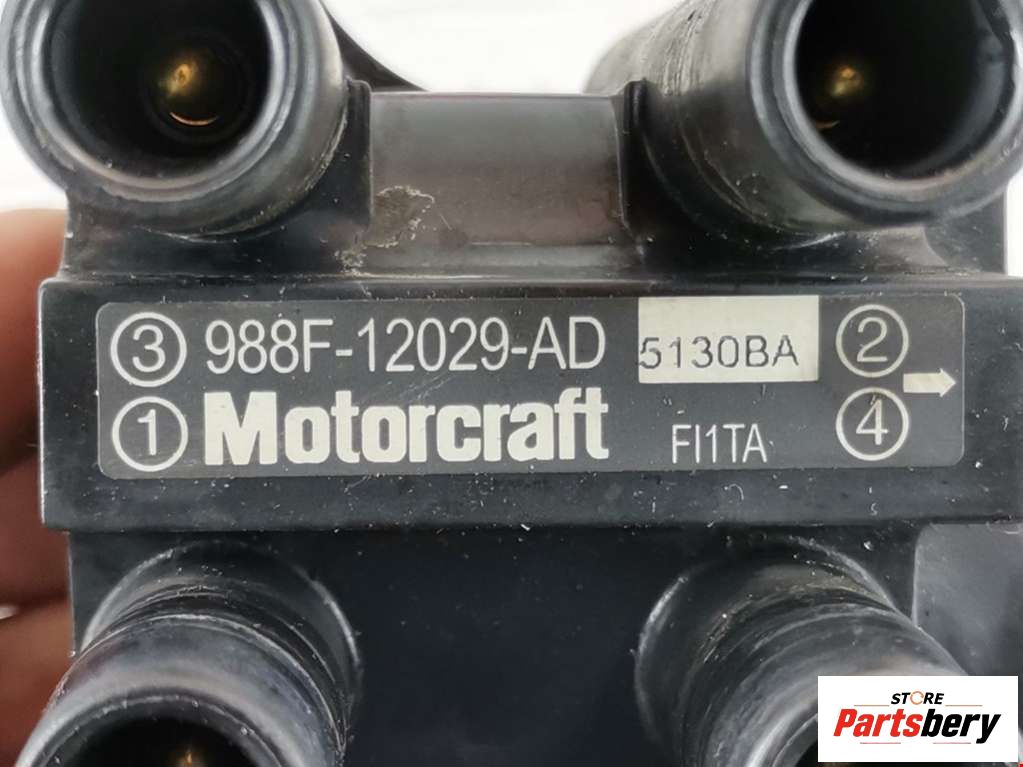 ③ 988F-12029-AD 5130BA ②
① Motorcraft FI1TA ④
STORE
Partsbery